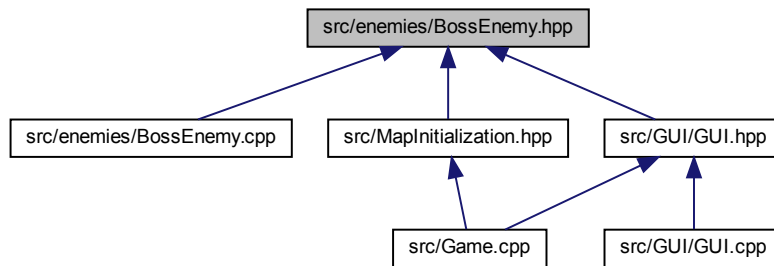 src/enemies/BossEnemy.hpp
src/enemies/BossEnemy.cpp
src/MapInitialization.hpp
src/GUI/GUI.hpp
src/Game.cpp
src/GUI/GUI.cpp